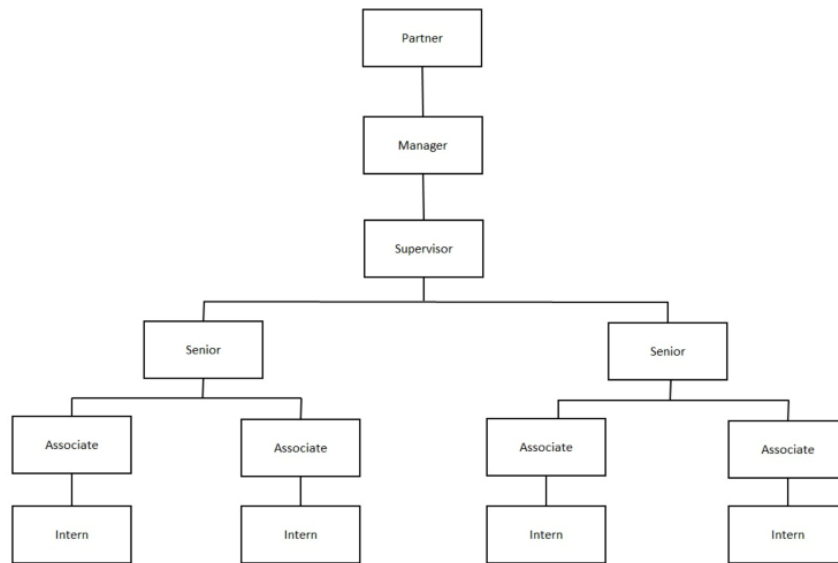 Partner
Manager
Supervisor
Senior
Senior
Associate
Associate
Associate
Associate
Intern
Intern
Intern
Intern